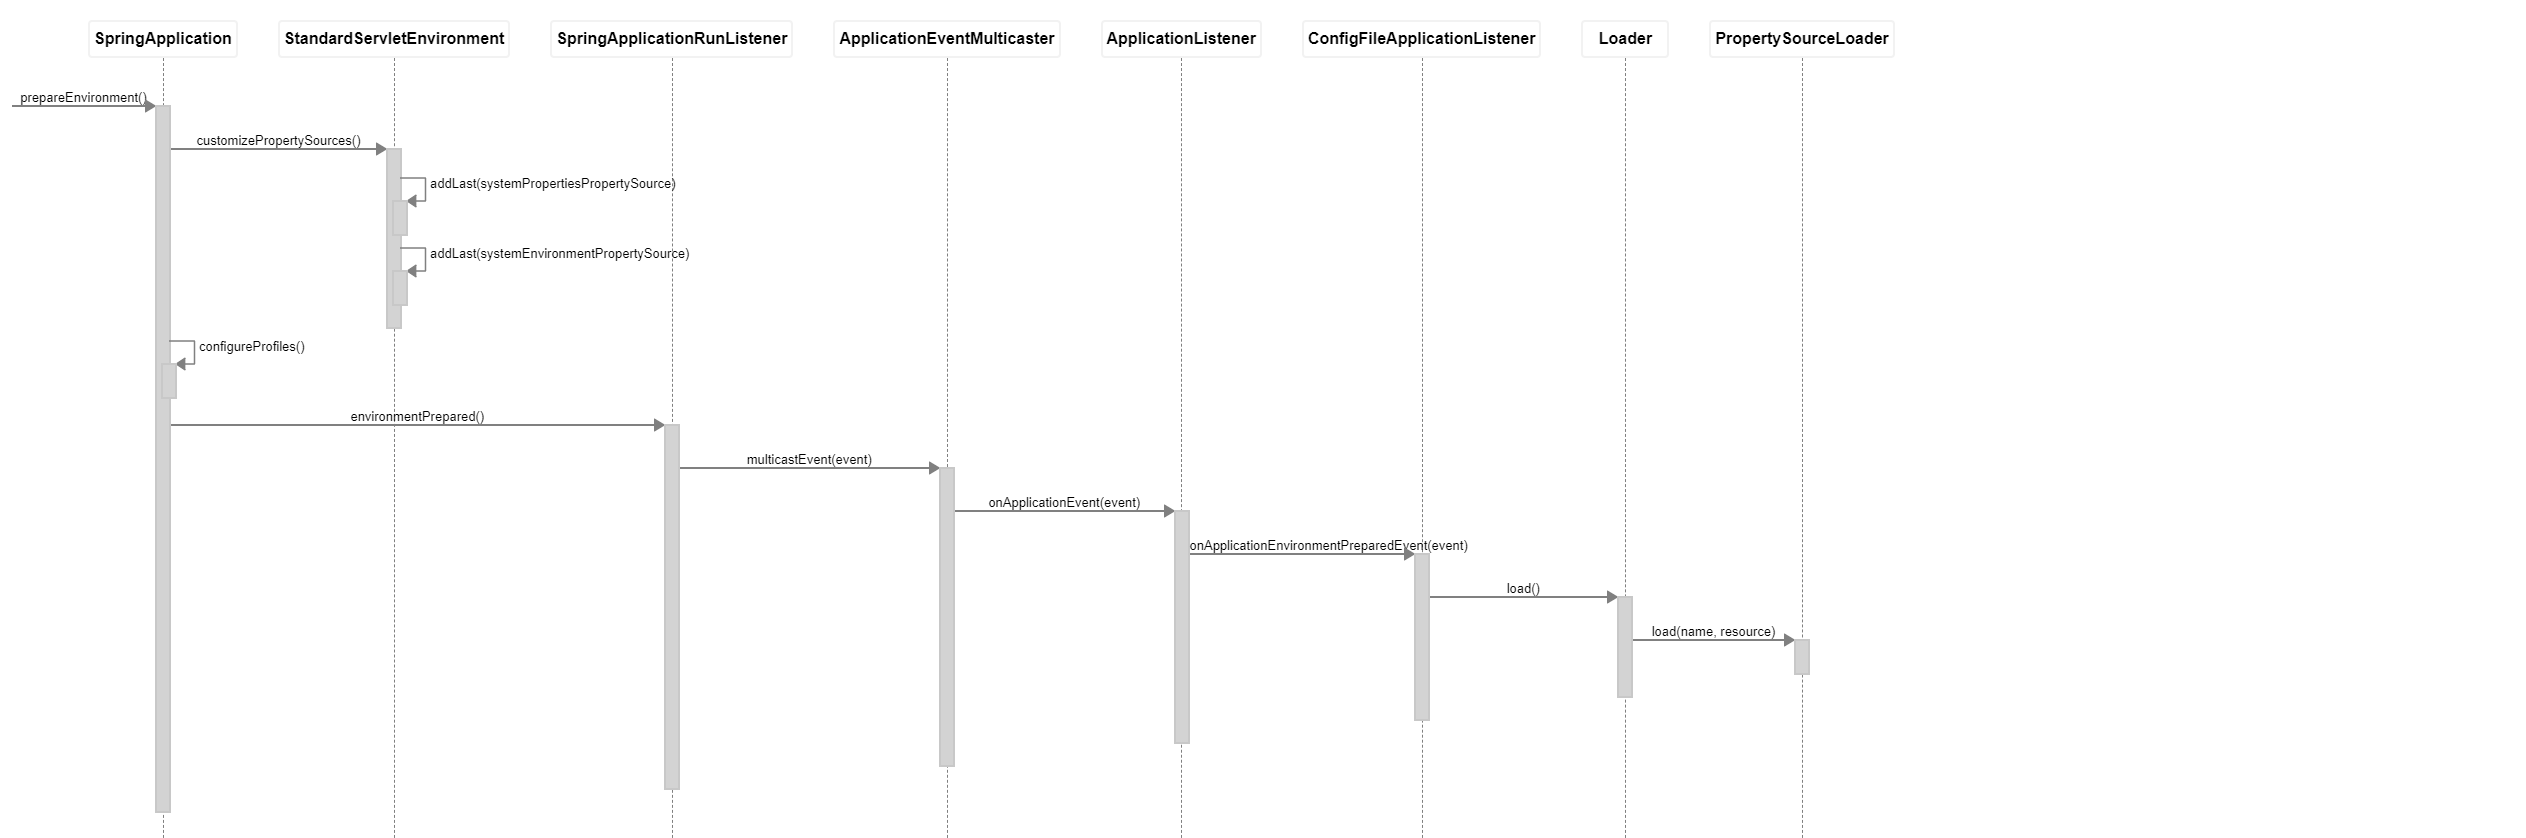 SpringApplication
StandardServletEnvironment
SpringApplicationRunListener
ApplicationEventMulticaster
ApplicationListener
ConfigFileApplicationListener
Loader
PropertySourceLoader
prepareEnvironment()
customizePropertySources()
addLast(systemPropertiesPropertySource)
addLast(systemEnvironmentPropertySource)
configureProfiles()
environmentPrepared()
multicastEvent(event)
onApplicationEvent(event)
onApplicationEnvironmentPreparedEvent(event)
load()
load(name, resource)